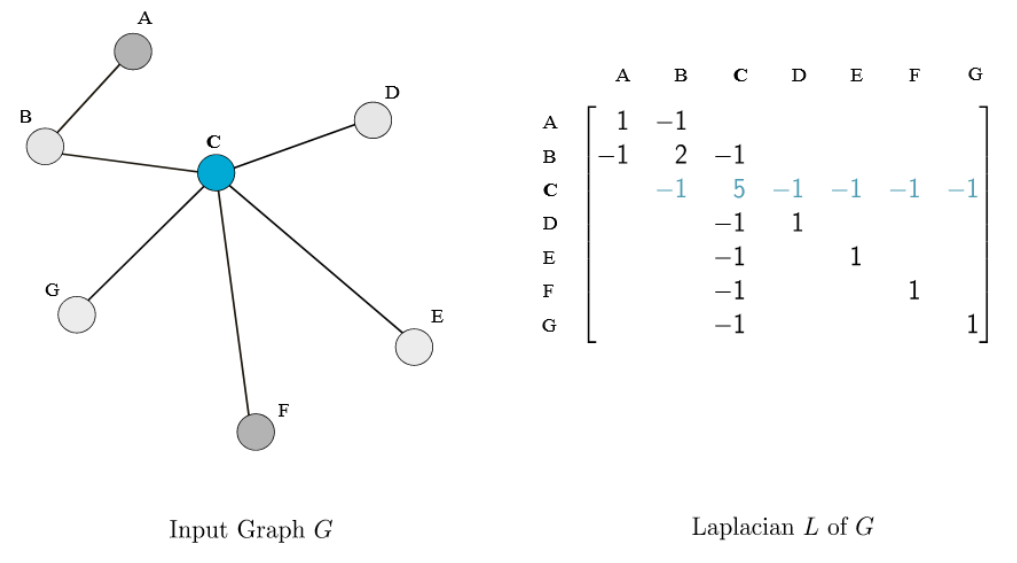 A
D
B
C
G
E
F
Input Graph G
A B C D E F G
A 1 −1
B −1 2 −1
C −1 5 −1 −1 −1 −1
D −1 1
E −1 1
F −1 1
G −1 1
Laplacian L of G